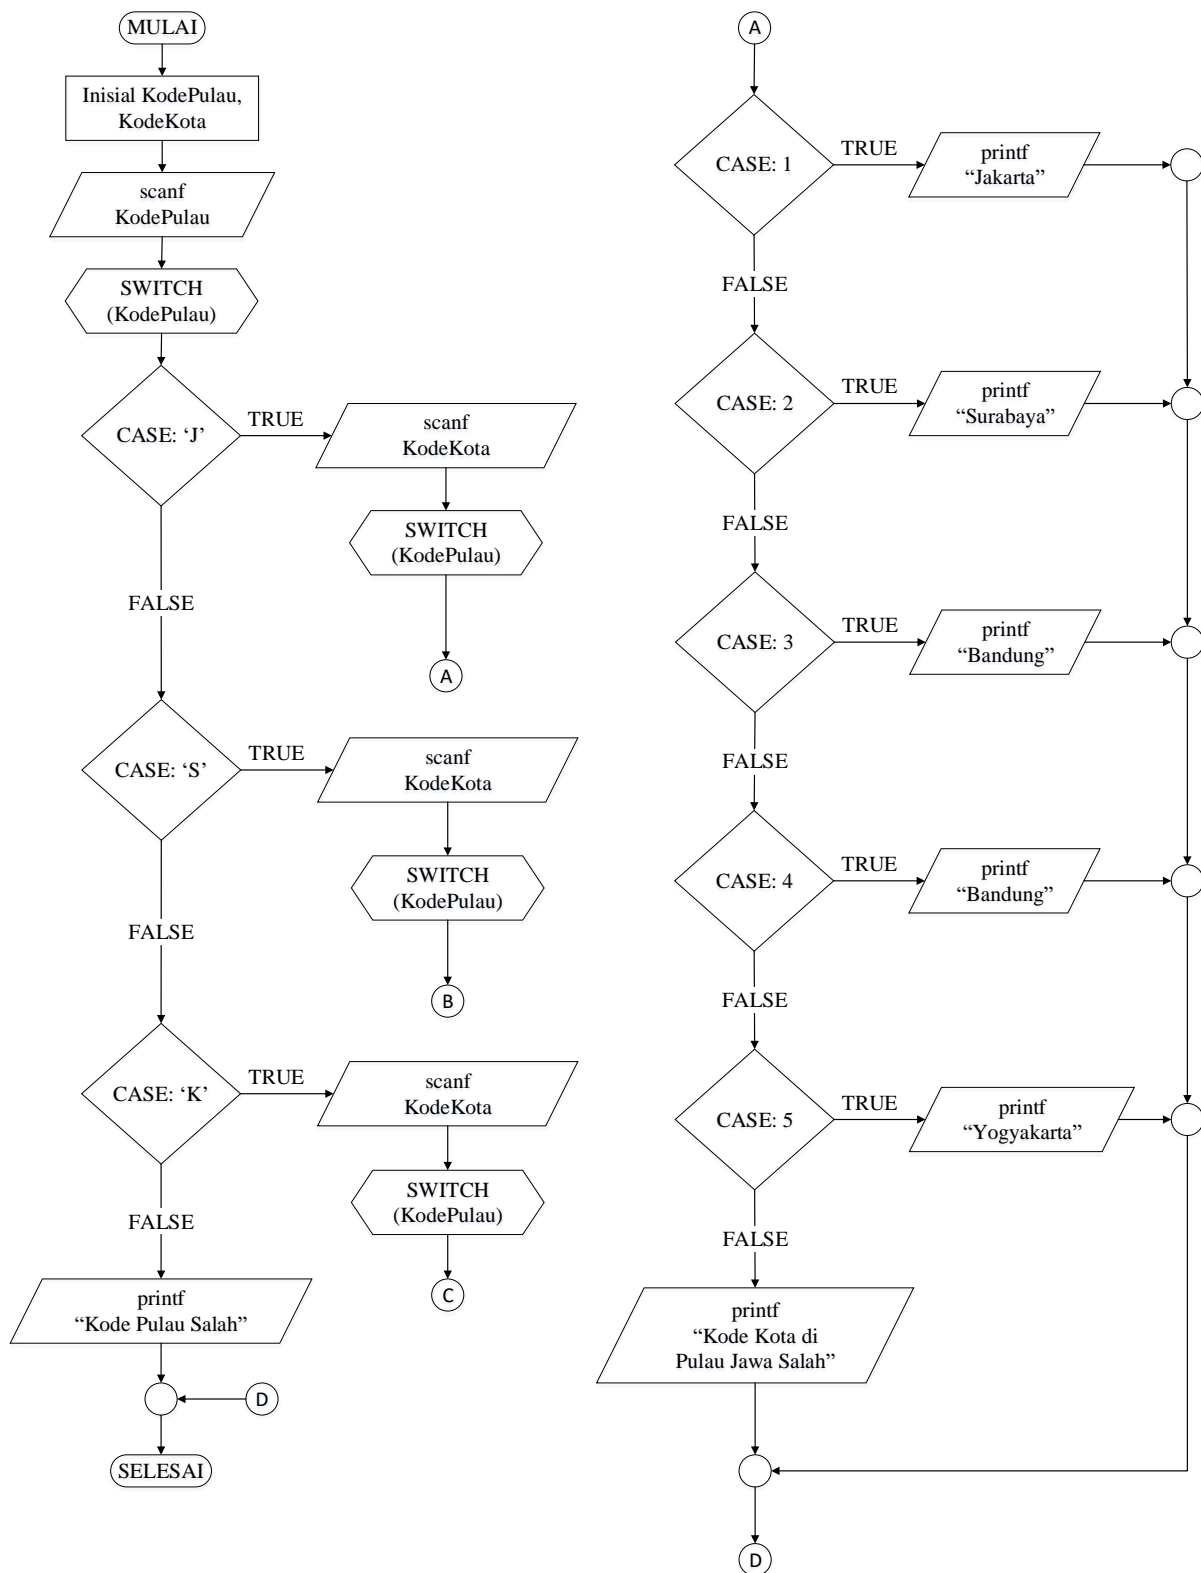 MULAI
Inisial KodePulau,
KodeKota
scanf
KodePulau
SWITCH
(KodePulau)
CASE: ‘J’
TRUE
scanf
KodeKota
SWITCH
(KodePulau)
A
FALSE
CASE: ‘S’
TRUE
scanf
KodeKota
SWITCH
(KodePulau)
B
FALSE
CASE: ‘K’
TRUE
scanf
KodeKota
SWITCH
(KodePulau)
C
FALSE
printf
“Kode Pulau Salah”
D
SELESAI
A
CASE: 1
TRUE
printf
“Jakarta”
FALSE
CASE: 2
TRUE
printf
“Surabaya”
FALSE
CASE: 3
TRUE
printf
“Bandung”
FALSE
CASE: 4
TRUE
printf
“Bandung”
FALSE
CASE: 5
TRUE
printf
“Yogyakarta”
FALSE
printf
“Kode Kota di
Pulau Jawa Salah”
D